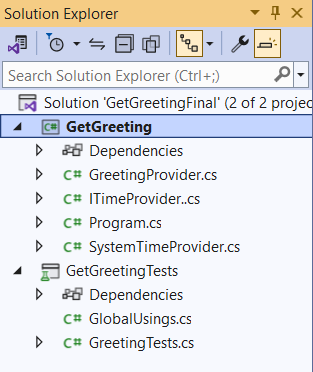 Solution Explorer
Search Solution Explorer (Ctrl+;)
Solution 'GetGreetingFinal' (2 of 2 projec
GetGreeting
Dependencies
C# GreetingProvider.cs
C# ITimeProvider..cs
C# Program.cs
C# SystemTimeProvider.cs
GetGreetingTests
Dependencies
C# GlobalUsings.cs
C# GreetingTests.cs